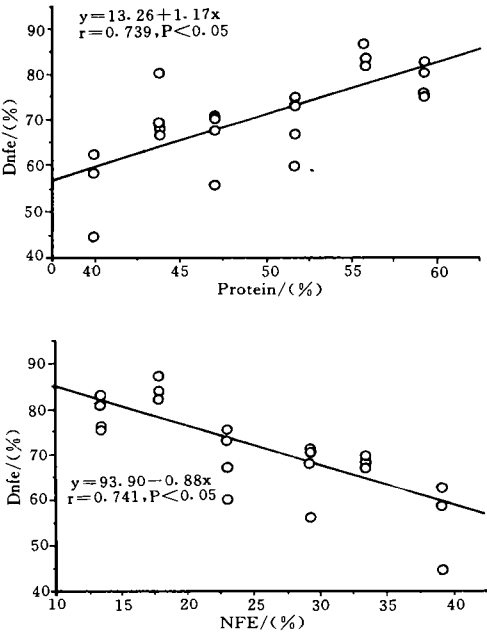 y=13.26+1.17x
r=0.739,P<0.05
90
80
70
60
50
40
Dnfe/(%)
0 40 45 50 55 60
Protein/(%)
90
80
70
60
50
40
Dnfe/(%)
y=93.90-0.88x
r=0.741,P<0.05
10 15 20 25 30 35 40
NFE/(%)